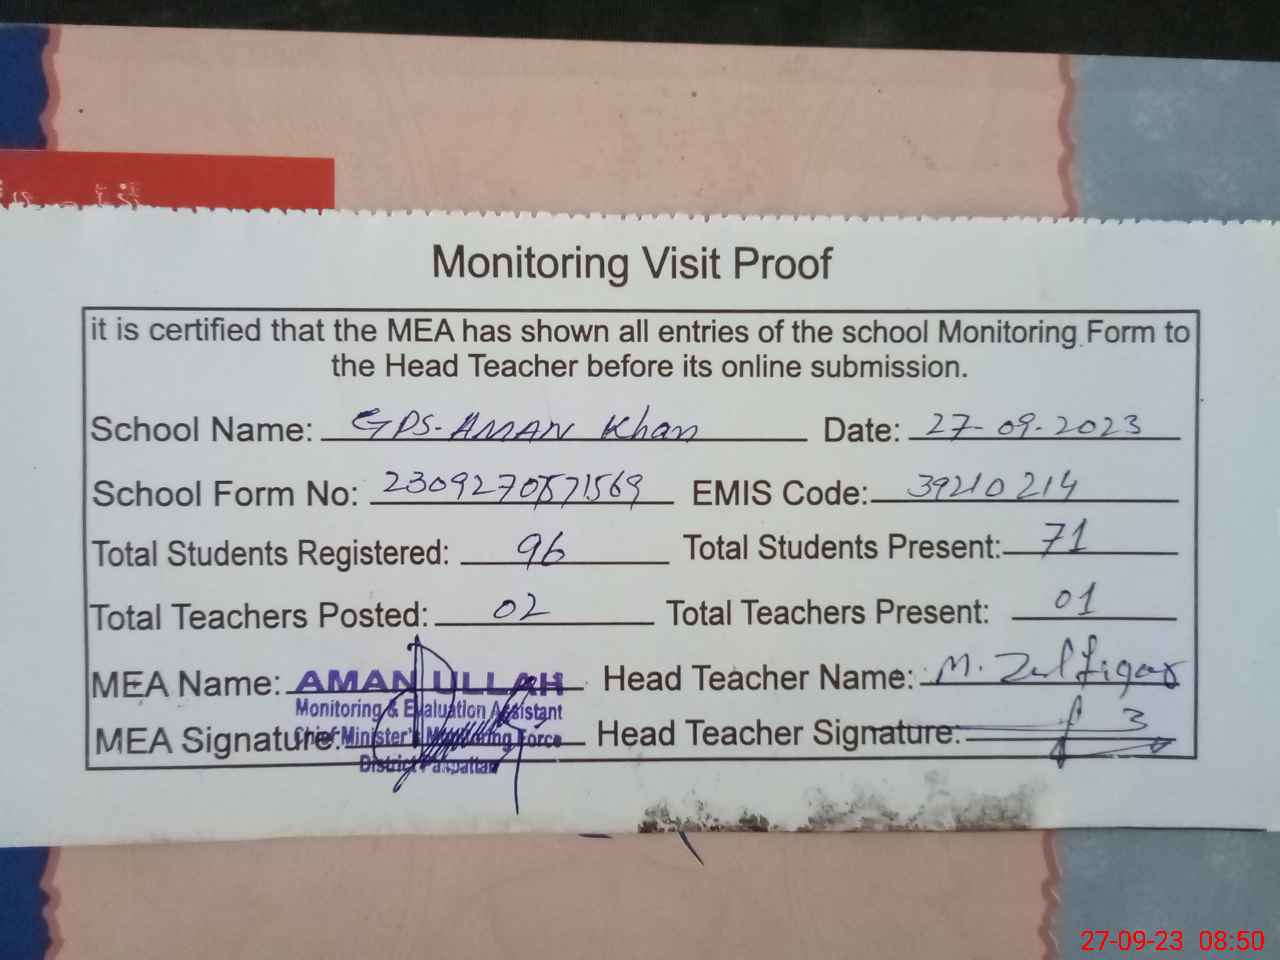 Monitoring Visit Proof
it is certified that the MEA has shown all entries of the school Monitoring Form to
the Head Teacher before its online submission.
School Name: GPS-AMAN Khan Date: 27-09-2023
School Form No: EMIS Code: 39210214
Total Students Registered: 96 Total Students Present: 71
Total Teachers Posted: 02 Total Teachers Present: 01
MEA Name: AMAN ULLAH Head Teacher Name: M. Zulfiqar
Monitoring & Evaluation Assistant
MEA Signature: Chief Minister's Monitoring Force Head Teacher Signature:
District Pakpattan
27-09-23 08:50